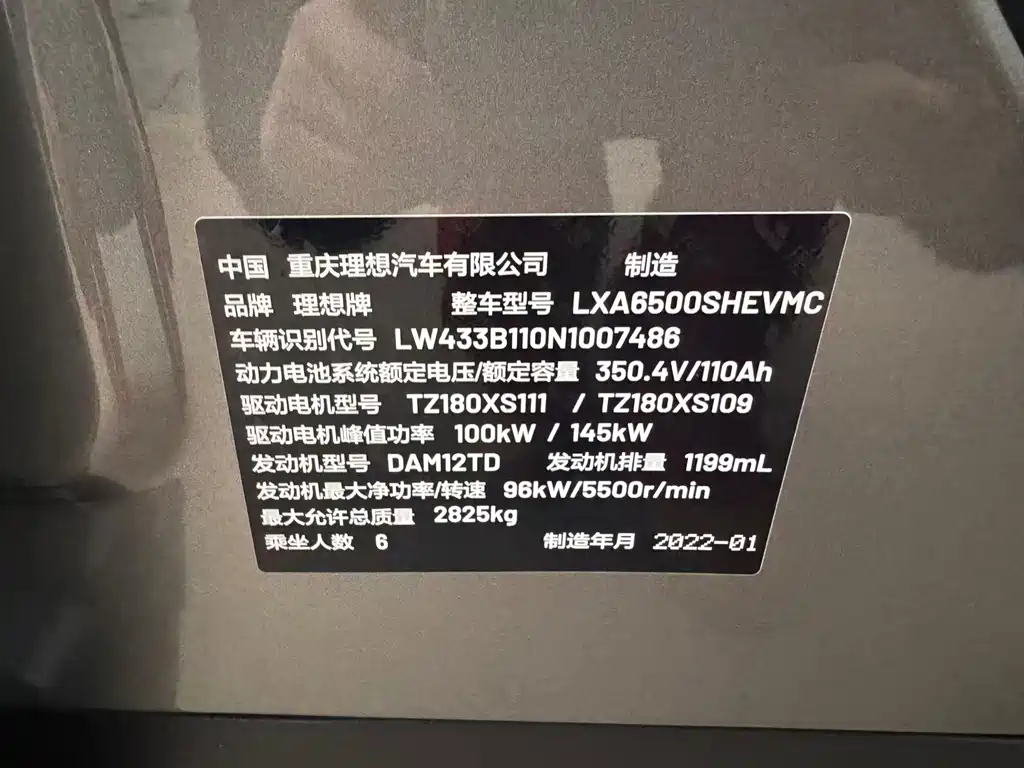 中国 重庆理想汽车有限公司 制造
品牌 理想牌 整车型号 LXA6500SHEVMC
车辆识别代号 LW433B110N1007486
动力电池系统额定电压/额定容量 350.4V/110Ah
驱动电机型号 TZ180XS111 / TZ180XS109
驱动电机峰值功率 100kW / 145kW
发动机型号 DAM12TD 发动机排量 1199mL
发动机最大净功率/转速 96kW/5500r/min
最大允许总质量 2825kg
乘坐人数 6 制造年月 2022-01